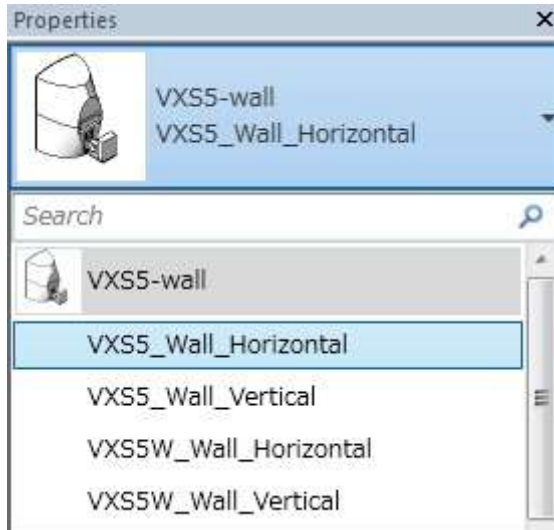 Properties
VXS5-wall
VXS5_Wall_Horizontal
Search
VXS5-wall
VXS5_Wall_Horizontal
VXS5_Wall_Vertical
VXS5W_Wall_Horizontal
VXS5W_Wall_Vertical